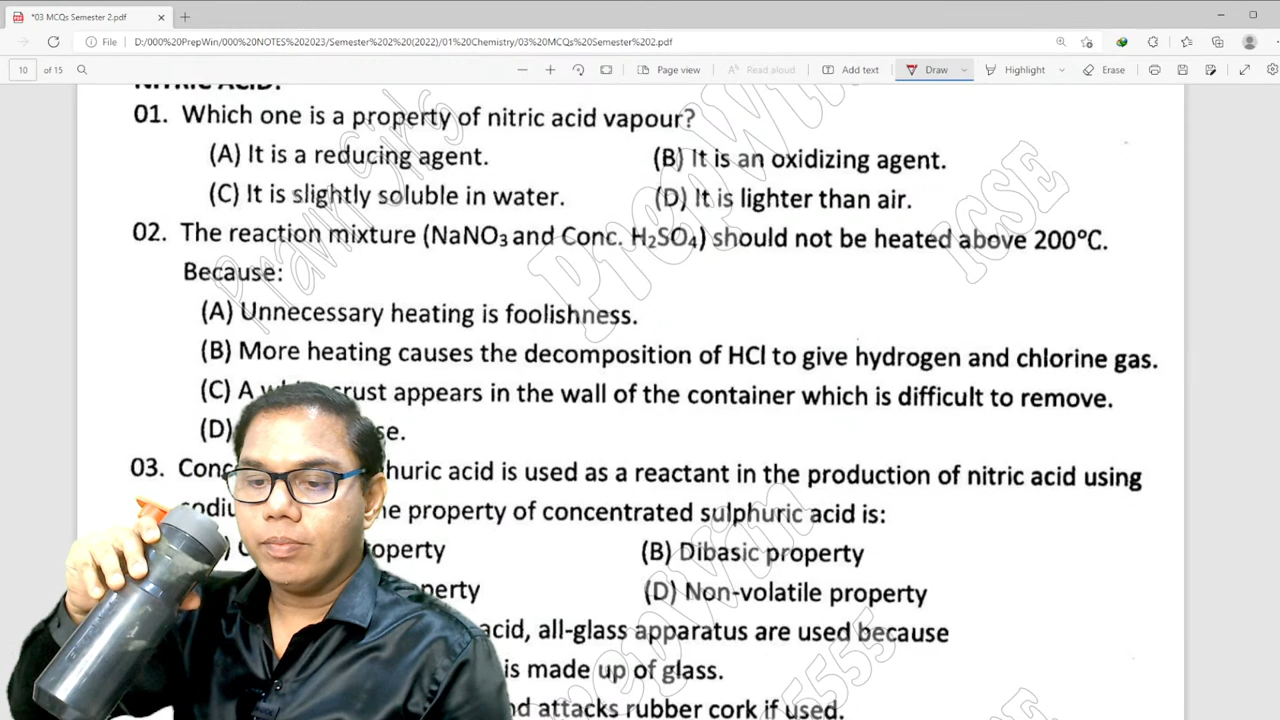 *03 MCQs Semester 2.pdf
File
D:/000%20PrepWin/000%20NOTES%202023/Semester%202%20(2022)/01%20Chemistry/03%20MCQs%20Semester%202.pdf
10 of 15
Page view
Read aloud
Add text
Draw
Highlight
Erase
NITRIC ACID:
01. Which one is a property of nitric acid vapour?
(A) It is a reducing agent. (B) It is an oxidizing agent.
(C) It is slightly soluble in water. (D) It is lighter than air.
02. The reaction mixture (NaNO₃ and Conc. H₂SO₄) should not be heated above 200°C.
Because:
(A) Unnecessary heating is foolishness.
(B) More heating causes the decomposition of HCl to give hydrogen and chlorine gas.
(C) A crust appears in the wall of the container which is difficult to remove.
(D)
03. huric acid is used as a reactant in the production of nitric acid using
property of concentrated sulphuric acid is:
operty (B) Dibasic property
perty (D) Non-volatile property
acid, all-glass apparatus are used because
is made up of glass.
attacks rubber cork if used.
Pram Sir's
PrepWin
ICSE
PrepWin
5555